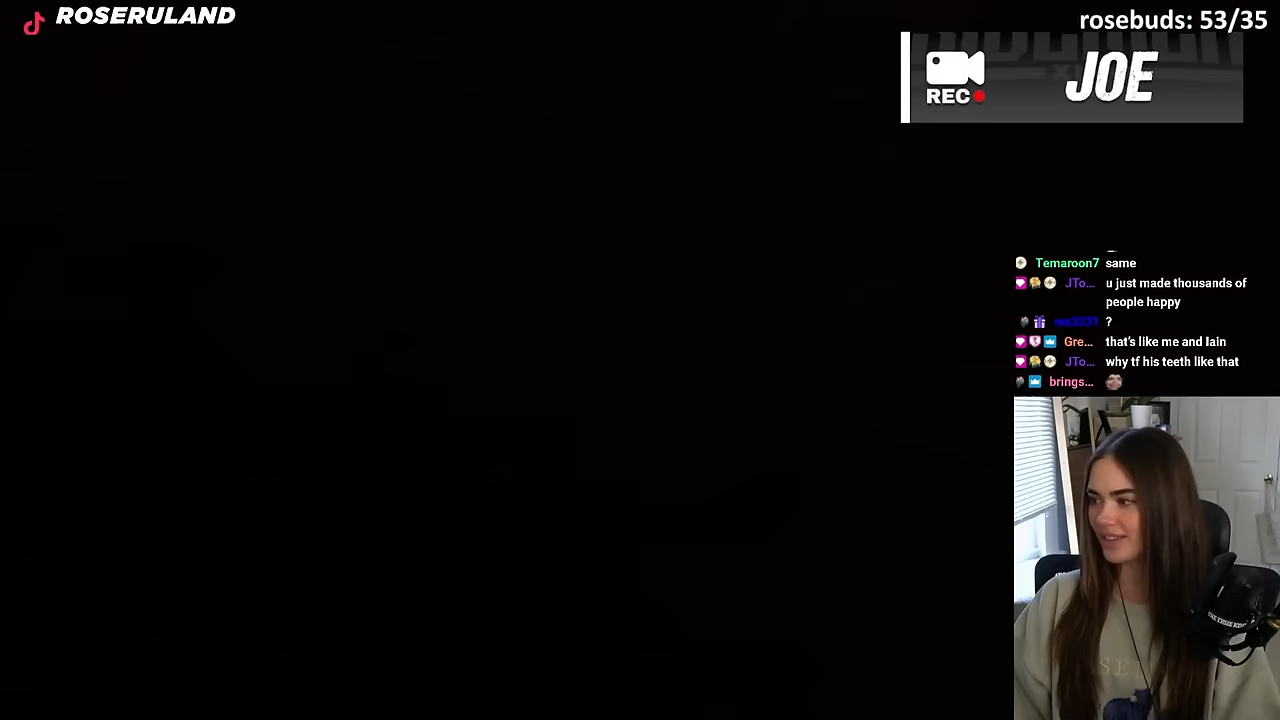 ROSERULAND
rosebuds: 53/35
REC
JOE
Temaroon7 same
JTo... u just made thousands of
people happy
?
Gre... that's like me and Iain
JTo... why tf his teeth like that
brings...